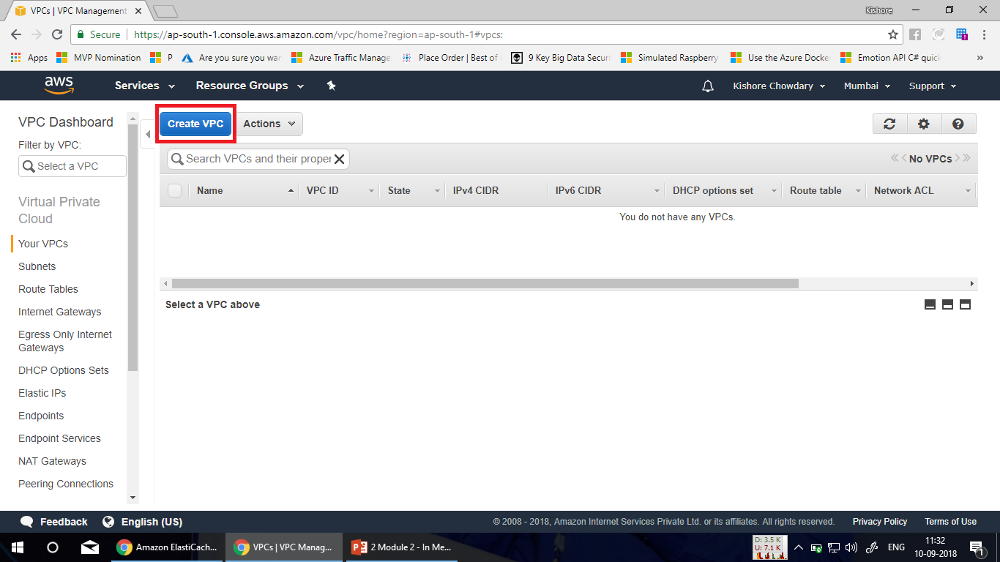 VPCs | VPC Management
Kishore
Secure
https://ap-south-1.console.aws.amazon.com/vpc/home?region=ap-south-1#vpcs:
Apps
MVP Nomination
P
Are you sure you wan
Azure Traffic Manage
Place Order | Best of
9 Key Big Data Securi
Simulated Raspberry
Use the Azure Docke
Emotion API C# quick
»
aws
Services
Resource Groups
Kishore Chowdary
Mumbai
Support
VPC Dashboard
Filter by VPC:
Select a VPC
Virtual Private
Cloud
Your VPCs
Subnets
Route Tables
Internet Gateways
Egress Only Internet
Gateways
DHCP Options Sets
Elastic IPs
Endpoints
Endpoint Services
NAT Gateways
Peering Connections
Create VPC
Actions
Search VPCs and their proper
No VPCs
Name
VPC ID
State
IPv4 CIDR
IPv6 CIDR
DHCP options set
Route table
Network ACL
You do not have any VPCs.
Select a VPC above
Feedback
English (US)
© 2008 - 2018, Amazon Internet Services Private Ltd. or its affiliates. All rights reserved.
Privacy Policy
Terms of Use
Amazon ElastiCach...
VPCs | VPC Manag...
2 Module 2 - In Me...
D: 3.5 K
U: 7.1 K
ENG
11:32
10-09-2018
1